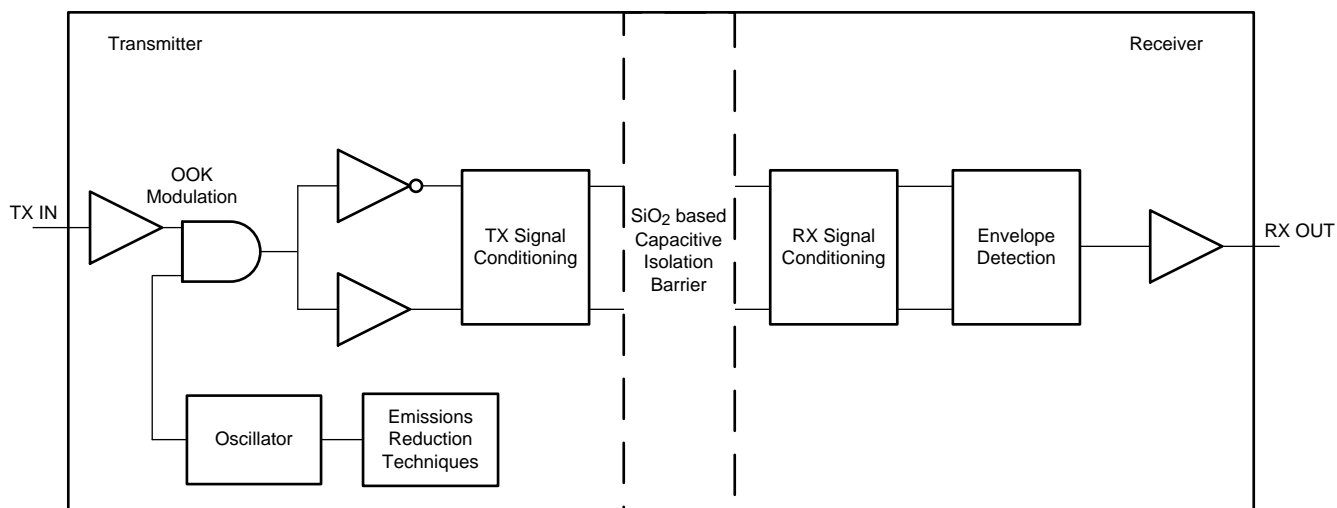 Transmitter
Receiver
OOK
Modulation
TX IN
TX Signal
Conditioning
SiO2 based
Capacitive
Isolation
Barrier
RX Signal
Conditioning
Envelope
Detection
RX OUT
Oscillator
Emissions
Reduction
Techniques